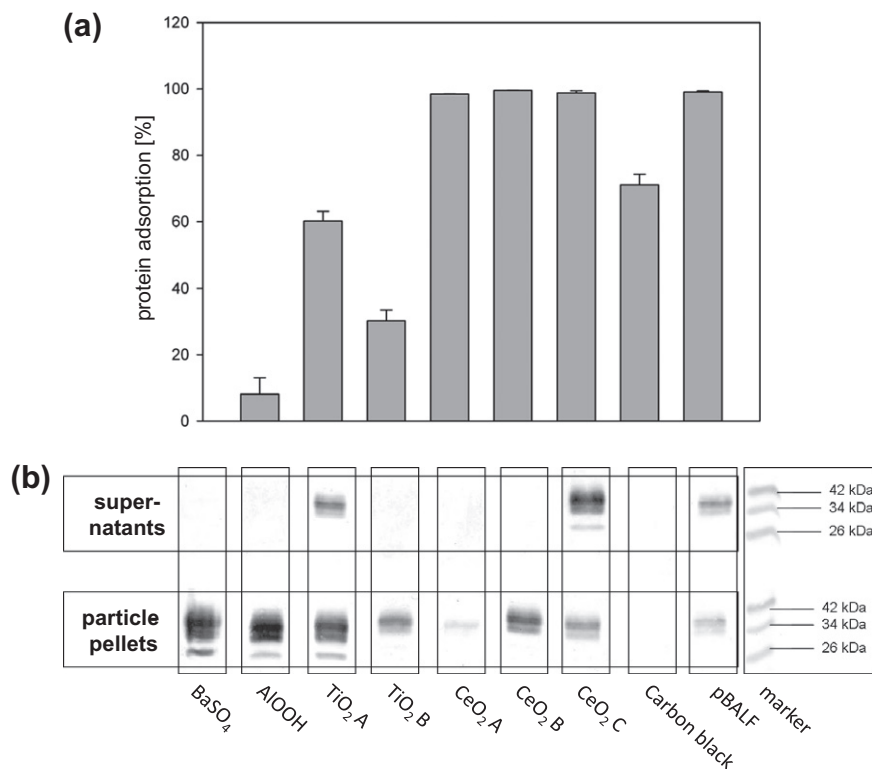 (a)
120
100
80
60
40
20
0
protein adsorption [%]
(b)
super-
natants
42 kDa
34 kDa
26 kDa
particle
pellets
42 kDa
34 kDa
26 kDa
BaSO₄
AlOOH
TiO₂ A
TiO₂ B
CeO₂ A
CeO₂ B
CeO₂ C
Carbon black
pBALF
marker